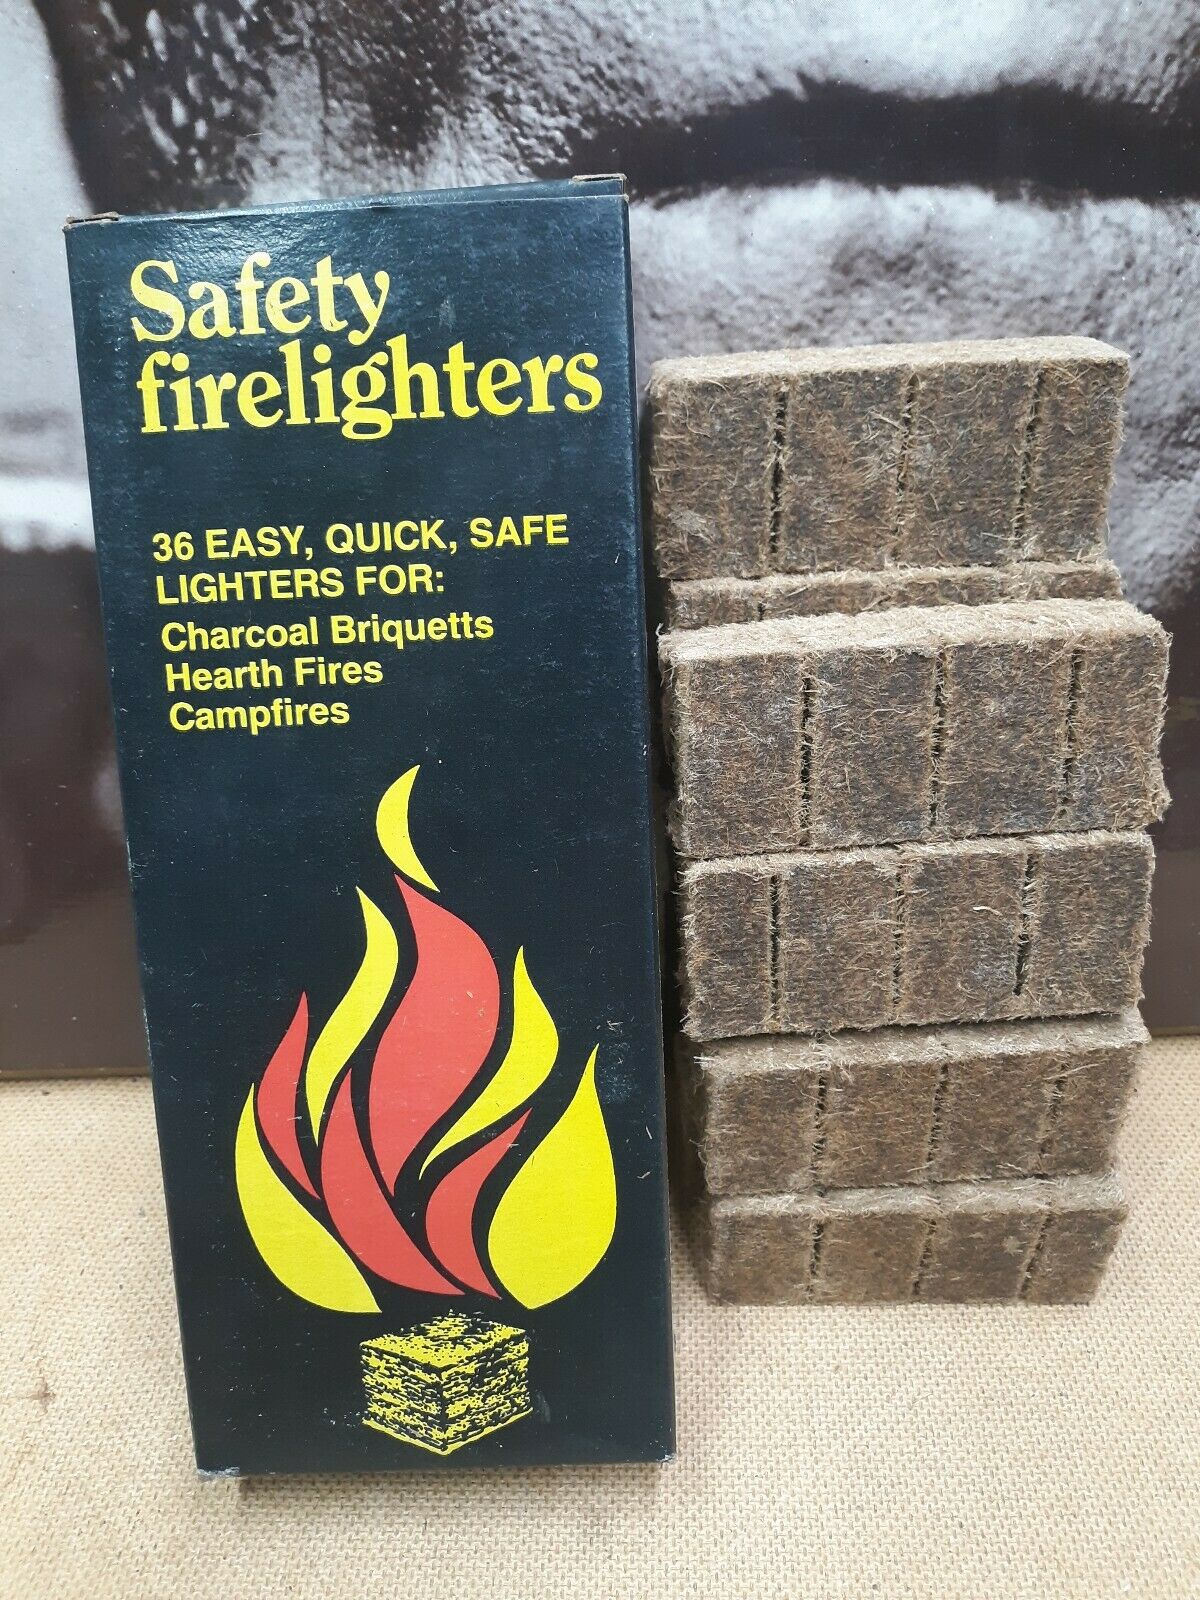 Safety
firelighters
36 EASY, QUICK, SAFE
LIGHTERS FOR:
Charcoal Briquetts
Hearth Fires
Campfires